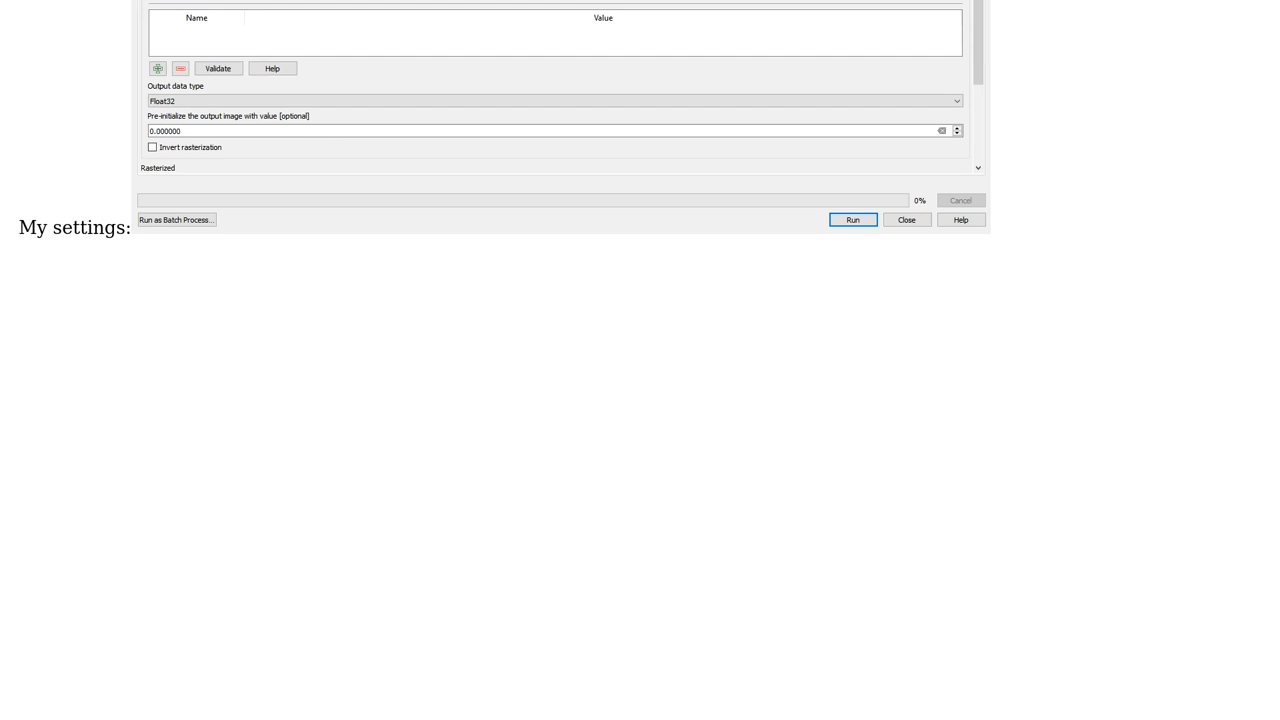 Name Value
Validate Help
Output data type
Float32
Pre-initialize the output image with value [optional]
0.000000
Invert rasterization
Rasterized
0% Cancel
My settings: Run as Batch Process... Run Close Help